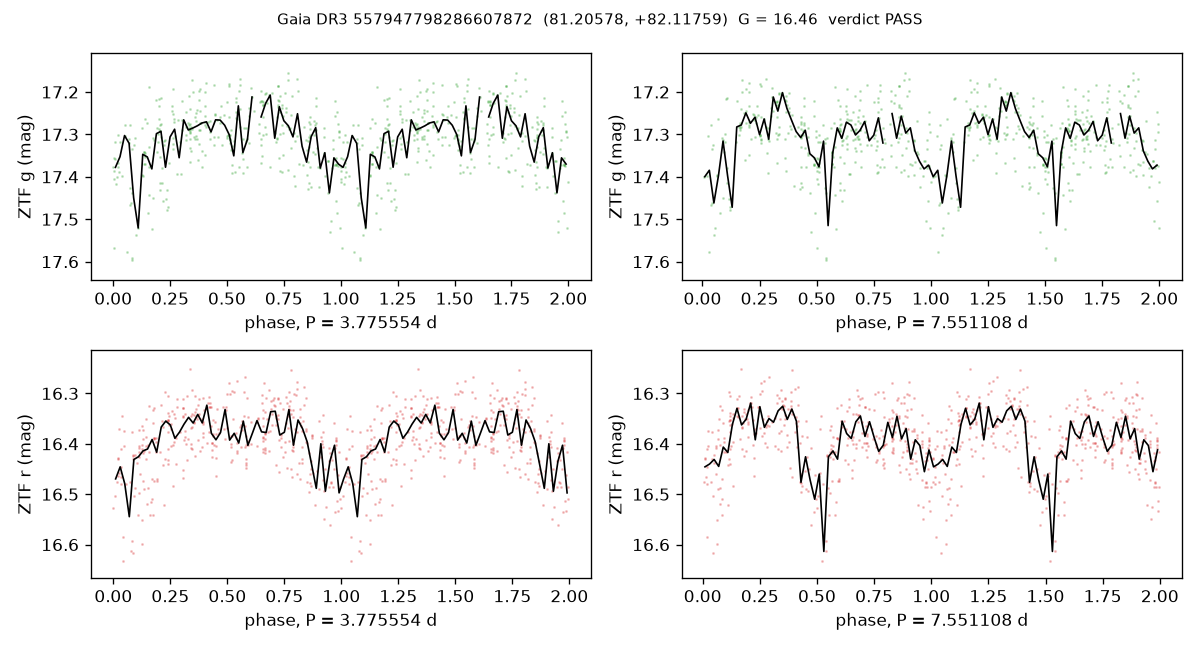 Gaia DR3 557947798286607872 (81.20578, +82.11759) G = 16.46 verdict PASS
ZTF g (mag)
17.2
17.3
17.4
17.5
17.6
0.00 0.25 0.50 0.75 1.00 1.25 1.50 1.75 2.00
phase, P = 3.775554 d
ZTF g (mag)
17.2
17.3
17.4
17.5
17.6
0.00 0.25 0.50 0.75 1.00 1.25 1.50 1.75 2.00
phase, P = 7.551108 d
ZTF r (mag)
16.3
16.4
16.5
16.6
0.00 0.25 0.50 0.75 1.00 1.25 1.50 1.75 2.00
phase, P = 3.775554 d
ZTF r (mag)
16.3
16.4
16.5
16.6
0.00 0.25 0.50 0.75 1.00 1.25 1.50 1.75 2.00
phase, P = 7.551108 d